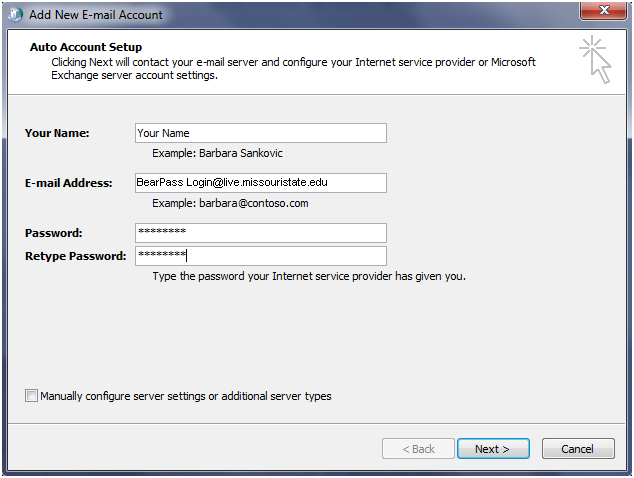 Add New E-mail Account
Auto Account Setup
Clicking Next will contact your e-mail server and configure your Internet service provider or Microsoft
Exchange server account settings.
Your Name: Your Name
Example: Barbara Sankovic
E-mail Address: BearPass Login@live.missouristate.edu
Example: barbara@contoso.com
Password: ********
Retype Password: ********
Type the password your Internet service provider has given you.
Manually configure server settings or additional server types
< Back Next > Cancel